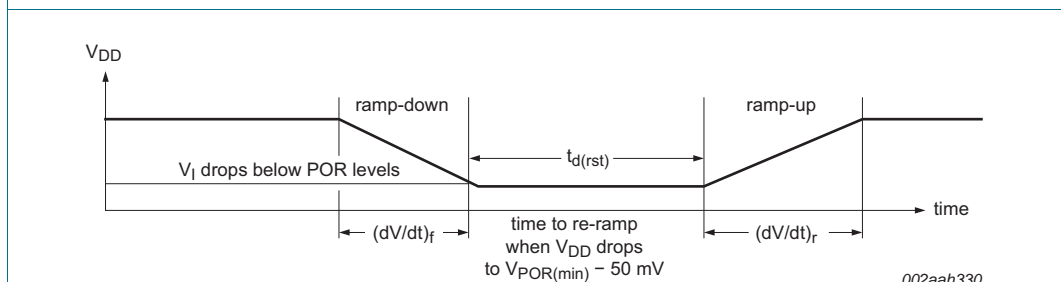 V_DD
ramp-down
ramp-up
t_d(rst)
V_I drops below POR levels
time
(dV/dt)_f
time to re-ramp
when V_DD drops
to V_POR(min) − 50 mV
(dV/dt)_r
002aah330